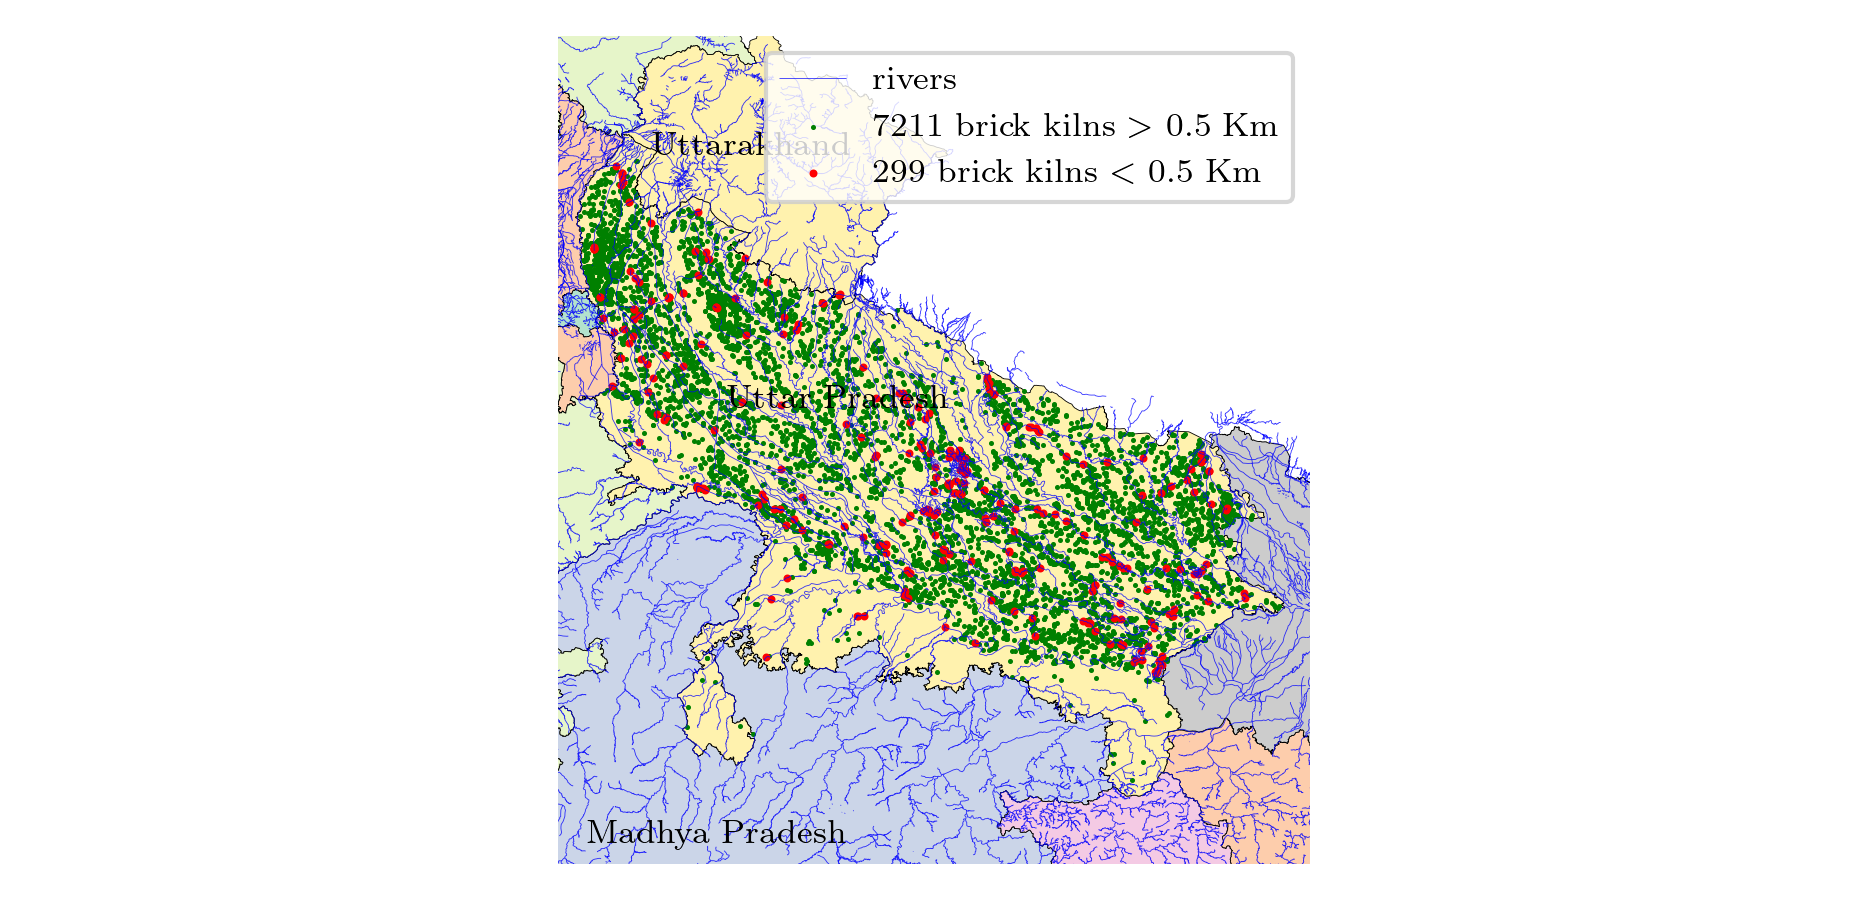 rivers
7211 brick kilns > 0.5 Km
299 brick kilns < 0.5 Km
Uttarakhand
Uttar Pradesh
Madhya Pradesh